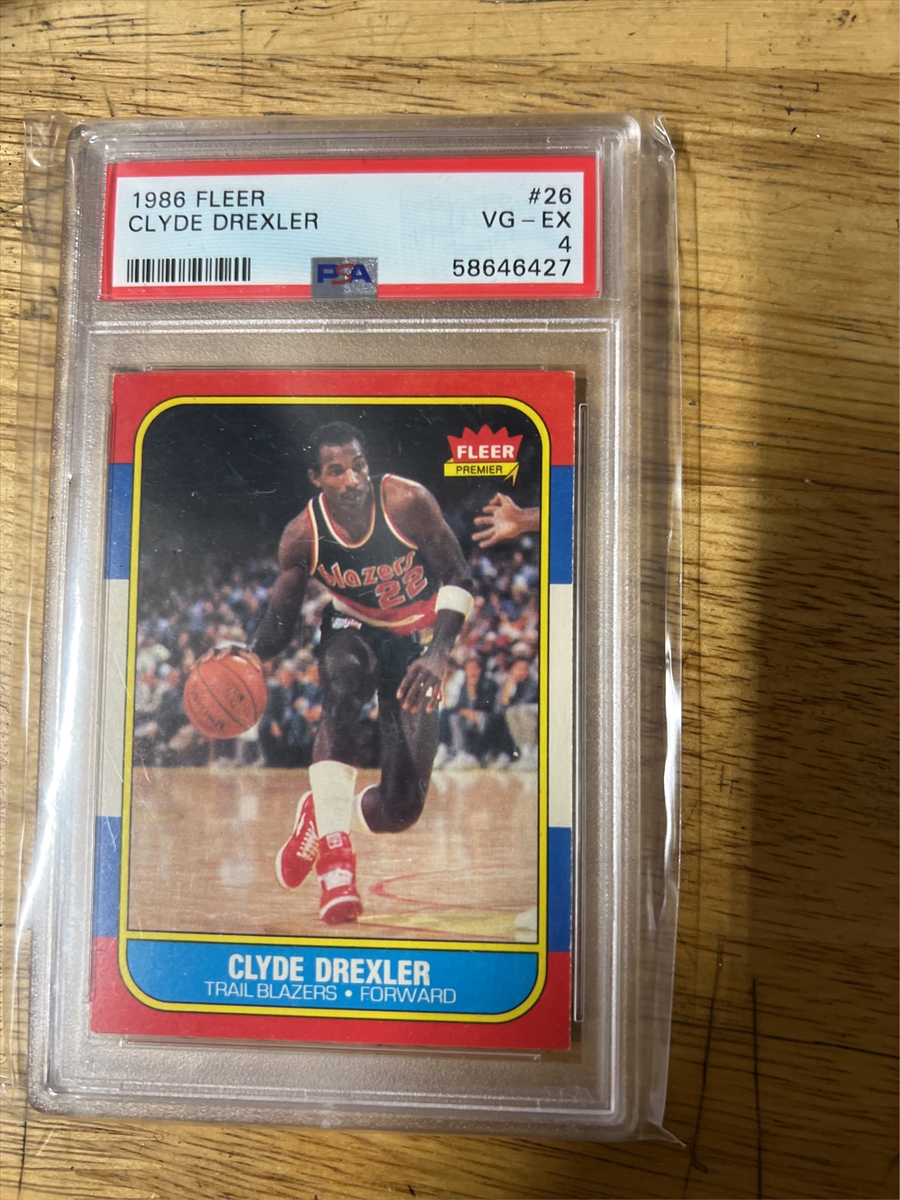 1986 FLEER #26
CLYDE DREXLER VG – EX
4
PSA 58646427
FLEER
PREMIER
blazers
22
CLYDE DREXLER
TRAIL BLAZERS • FORWARD